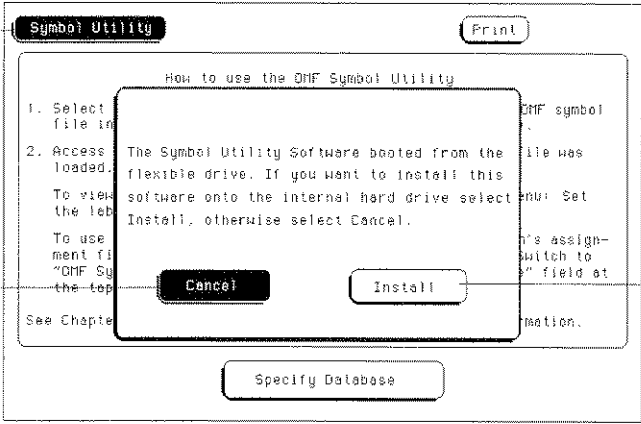 Symbol Utility
Print
How to use the OMF Symbol Utility
1. Select OMF symbol
file in
2. Access ile was
loaded.
To view enu: Set
the lab
To use n's assign-
ment fi switch to
"OMF Sy e" field at
the top
See Chapte mation.
The Symbol Utility Software booted from the
flexible drive. If you want to install this
software onto the internal hard drive select
Install, otherwise select Cancel.
Cancel
Install
Specify Database